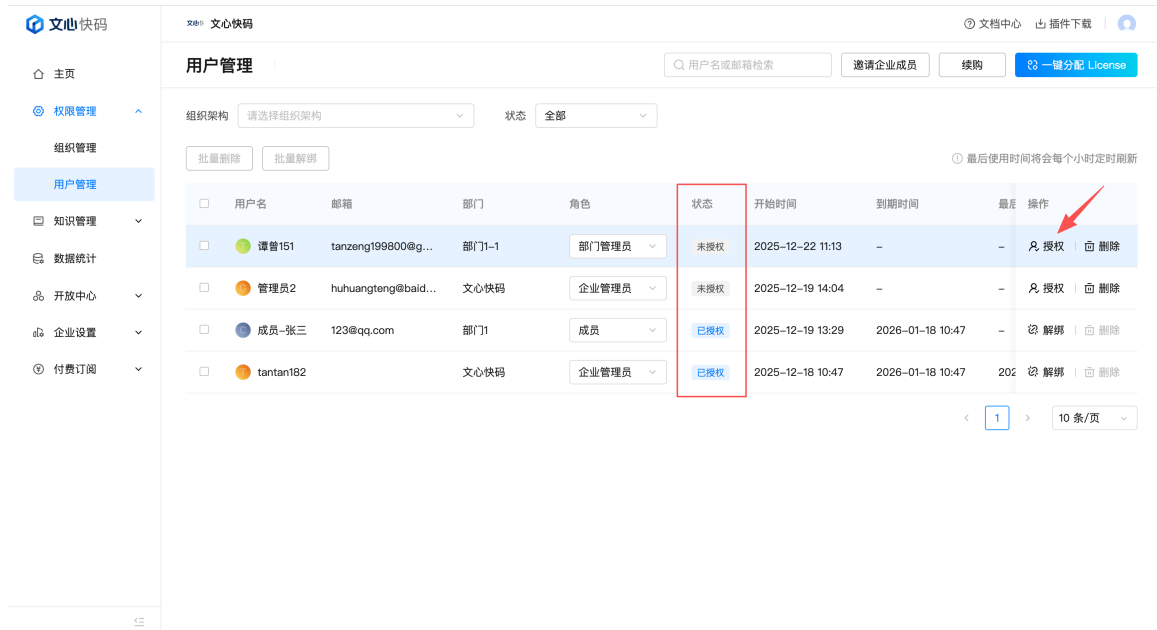 文心快码
文心快码 文心快码
文档中心 插件下载
主页
权限管理
组织管理
用户管理
知识管理
数据统计
开放中心
企业设置
付费订阅
用户管理
用户名或邮箱检索 邀请企业成员 续购 一键分配 License
组织架构 请选择组织架构 状态 全部
批量删除 批量解绑 最后使用时间将会每个小时定时刷新
用户名 邮箱 部门 角色 状态 开始时间 到期时间 最后 操作
谭曾151 tanzeng199800@g... 部门1-1 部门管理员 未授权 2025-12-22 11:13 – – 授权 删除
管理员2 huhuangteng@baid... 文心快码 企业管理员 未授权 2025-12-19 14:04 – – 授权 删除
成员-张三 123@qq.com 部门1 成员 已授权 2025-12-19 13:29 2026-01-18 10:47 解绑 删除
tantan182 文心快码 企业管理员 已授权 2025-12-18 10:47 2026-01-18 10:47 202 解绑 删除
1 10 条/页